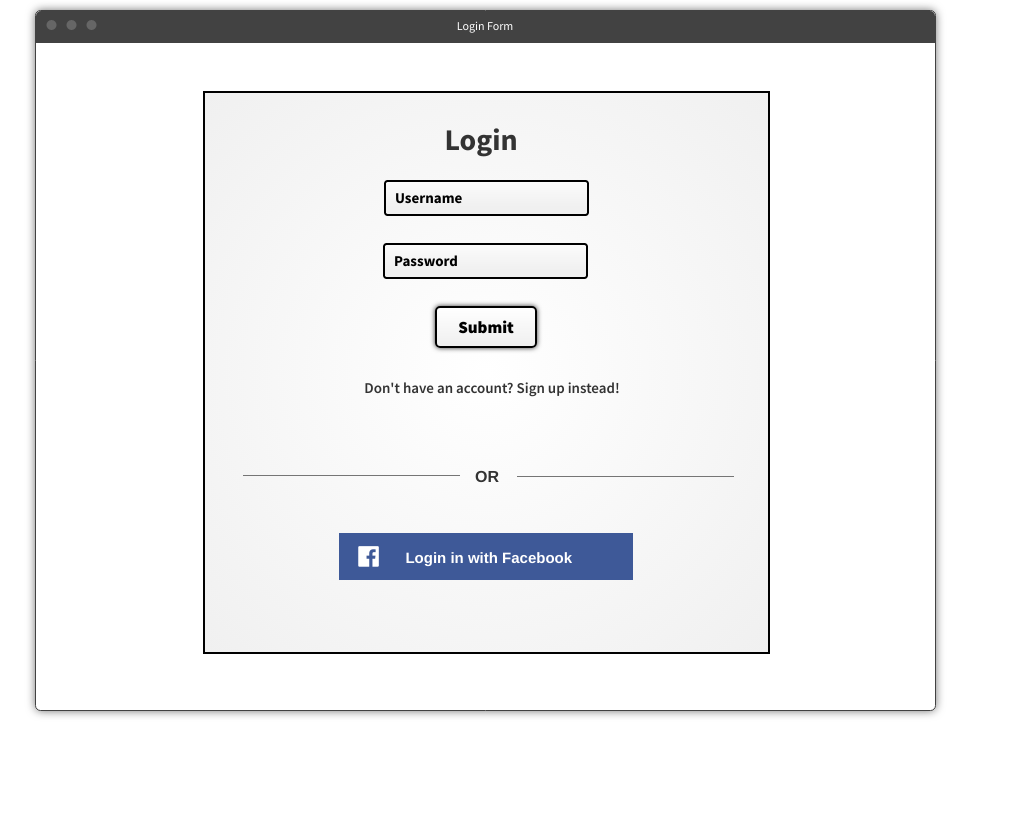 Login Form
Login
Username
Password
Submit
Don't have an account? Sign up instead!
OR
Login in with Facebook